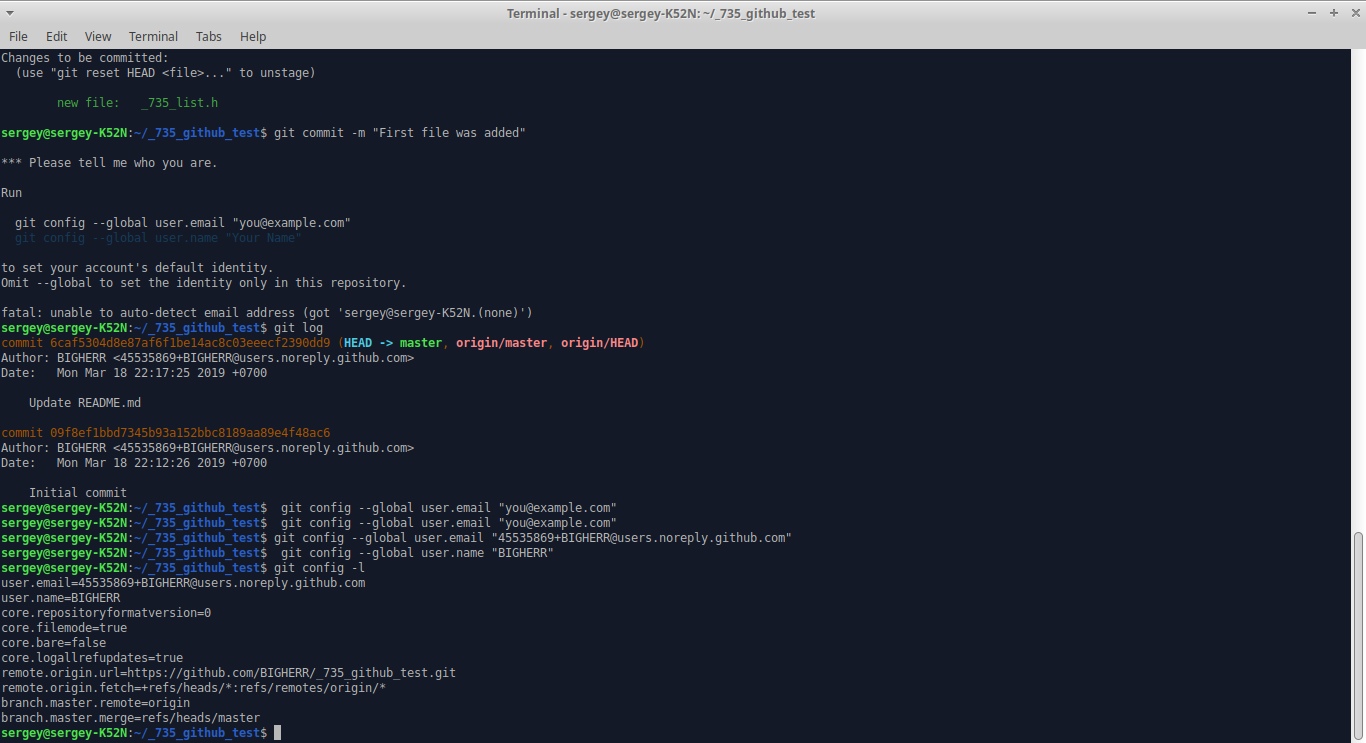 Terminal - sergey@sergey-K52N: ~/_735_github_test
File Edit View Terminal Tabs Help
Changes to be committed:
  (use "git reset HEAD <file>..." to unstage)
        new file:   _735_list.h
sergey@sergey-K52N:~/_735_github_test$ git commit -m "First file was added"
*** Please tell me who you are.
Run
  git config --global user.email "you@example.com"
  git config --global user.name "Your Name"
to set your account's default identity.
Omit --global to set the identity only in this repository.
fatal: unable to auto-detect email address (got 'sergey@sergey-K52N.(none)')
sergey@sergey-K52N:~/_735_github_test$ git log
commit 6caf5304d8e87af6f1be14ac8c03eeecf2390dd9 (HEAD -> master, origin/master, origin/HEAD)
Author: BIGHERR <45535869+BIGHERR@users.noreply.github.com>
Date:   Mon Mar 18 22:17:25 2019 +0700
    Update README.md
commit 09f8ef1bbd7345b93a152bbc8189aa89e4f48ac6
Author: BIGHERR <45535869+BIGHERR@users.noreply.github.com>
Date:   Mon Mar 18 22:12:26 2019 +0700
    Initial commit
sergey@sergey-K52N:~/_735_github_test$  git config --global user.email "you@example.com"
sergey@sergey-K52N:~/_735_github_test$  git config --global user.email "you@example.com"
sergey@sergey-K52N:~/_735_github_test$ git config --global user.email "45535869+BIGHERR@users.noreply.github.com"
sergey@sergey-K52N:~/_735_github_test$  git config --global user.name "BIGHERR"
sergey@sergey-K52N:~/_735_github_test$ git config -l
user.email=45535869+BIGHERR@users.noreply.github.com
user.name=BIGHERR
core.repositoryformatversion=0
core.filemode=true
core.bare=false
core.logallrefupdates=true
remote.origin.url=https://github.com/BIGHERR/_735_github_test.git
remote.origin.fetch=+refs/heads/*:refs/remotes/origin/*
branch.master.remote=origin
branch.master.merge=refs/heads/master
sergey@sergey-K52N:~/_735_github_test$